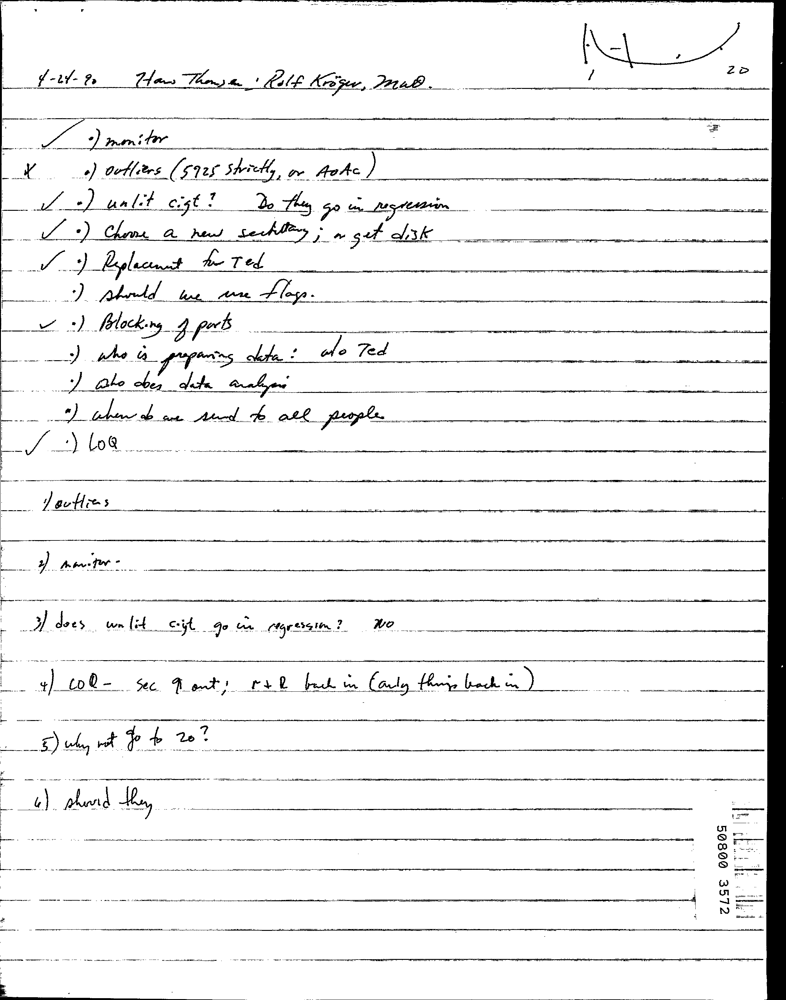 4-24-90 Hans Thomsen; Rolf Kröger, MaO.
1
20
✓ •) monitor
x •) outliers (5925 strictly, or AOAC)
✓ •) unlit cigt? Do they go in regression
✓ •) Choose a new secretary; or get disk
✓ •) Replacement for Ted
•) should we use flags.
✓ •) Blocking of ports
•) who is preparing data: w/o Ted
•) who does data analysis
•) when do we send to all people
✓ •) LOQ
1) outliers
2) monitor -
3) does unlit cigt go in regression? NO
4) LOQ - sec 9 out; r+R back in (only things back in)
5) why not go to 20?
6) should they
50800 3572